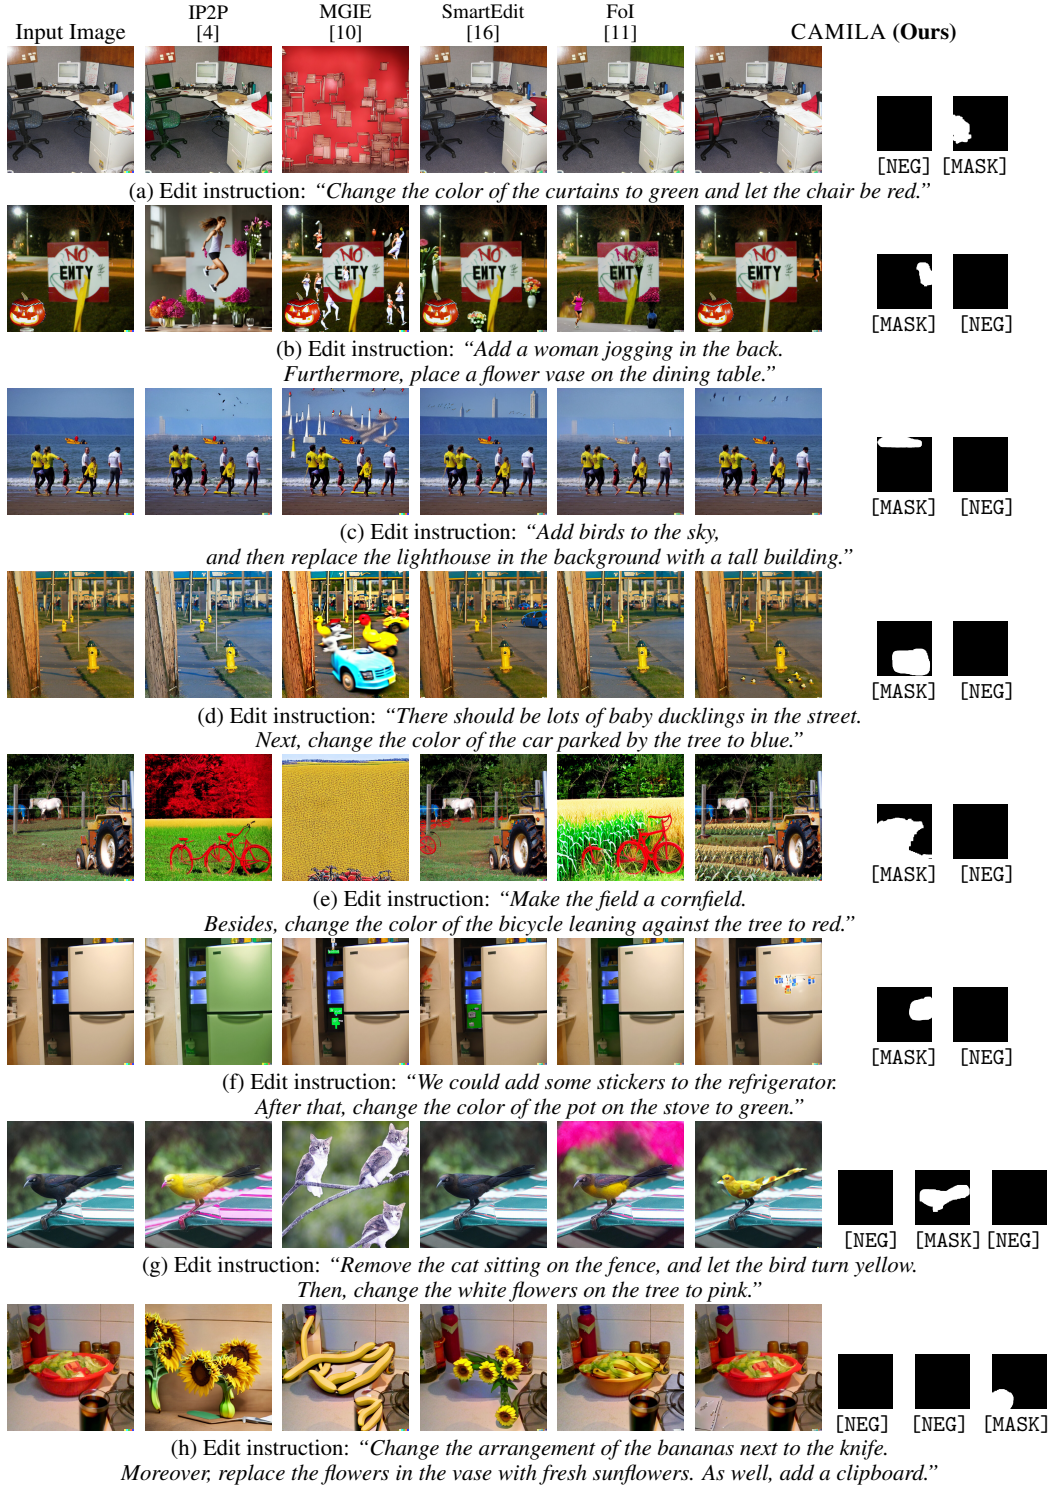 Input Image
IP2P
[4]
MGIE
[10]
SmartEdit
[16]
FoI
[11]
CAMILA (Ours)
[NEG] [MASK]
(a) Edit instruction: “Change the color of the curtains to green and let the chair be red.”
NO
ENTY
NO
ENTY
NO
ENTY
NO
ENTY
NO
ENTY
[MASK] [NEG]
(b) Edit instruction: “Add a woman jogging in the back.
Furthermore, place a flower vase on the dining table.”
[MASK] [NEG]
(c) Edit instruction: “Add birds to the sky,
and then replace the lighthouse in the background with a tall building.”
[MASK] [NEG]
(d) Edit instruction: “There should be lots of baby ducklings in the street.
Next, change the color of the car parked by the tree to blue.”
[MASK] [NEG]
(e) Edit instruction: “Make the field a cornfield.
Besides, change the color of the bicycle leaning against the tree to red.”
[MASK] [NEG]
(f) Edit instruction: “We could add some stickers to the refrigerator.
After that, change the color of the pot on the stove to green.”
[NEG] [MASK] [NEG]
(g) Edit instruction: “Remove the cat sitting on the fence, and let the bird turn yellow.
Then, change the white flowers on the tree to pink.”
[NEG] [NEG] [MASK]
(h) Edit instruction: “Change the arrangement of the bananas next to the knife.
Moreover, replace the flowers in the vase with fresh sunflowers. As well, add a clipboard.”